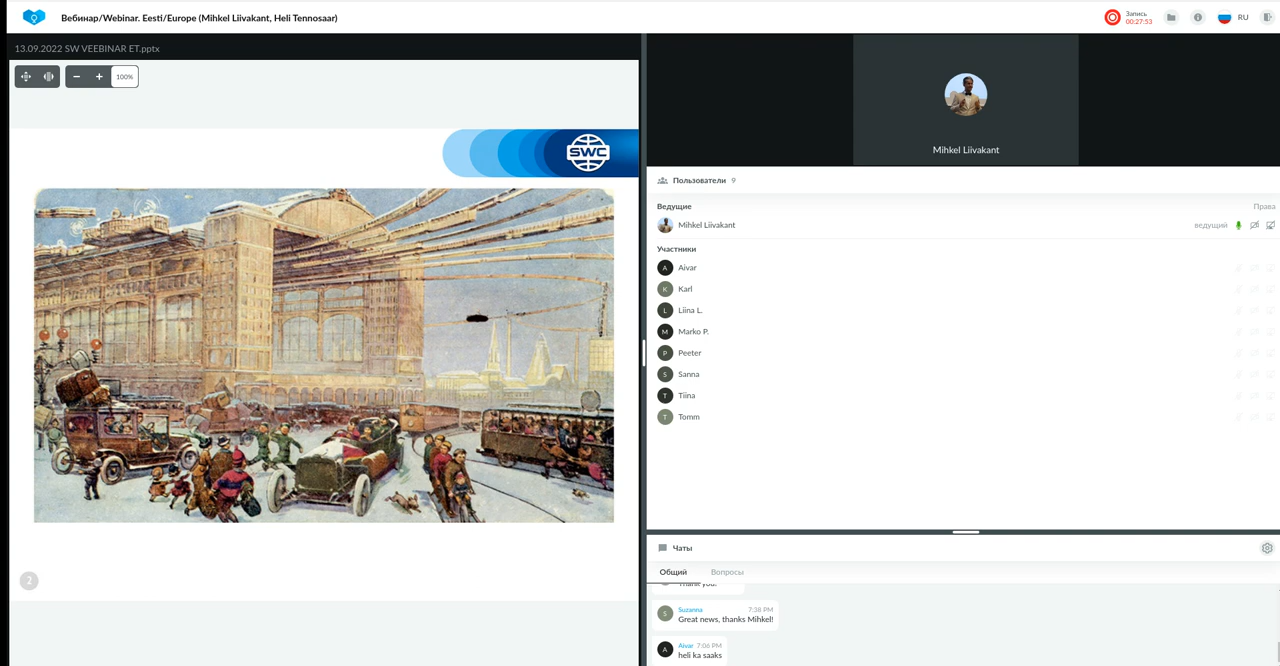 Вебинар/Webinar. Eesti/Europe (Mihkel Liivakant, Heli Tennosaar)
Запись
00:27:53
RU
13.09.2022 SW VEEBINAR ET.pptx
100%
SWC
2
Mihkel Liivakant
Пользователи 9
Ведущие Права
Mihkel Liivakant ведущий
Участники
A Aivar
K Karl
L Liina L.
M Marko P.
P Peeter
S Sanna
T Tiina
T Tomm
Чаты
Общий Вопросы
Thank you!
S Suzanna 7:38 PM
Great news, thanks Mihkel!
A Aivar 7:06 PM
heli ka saaks